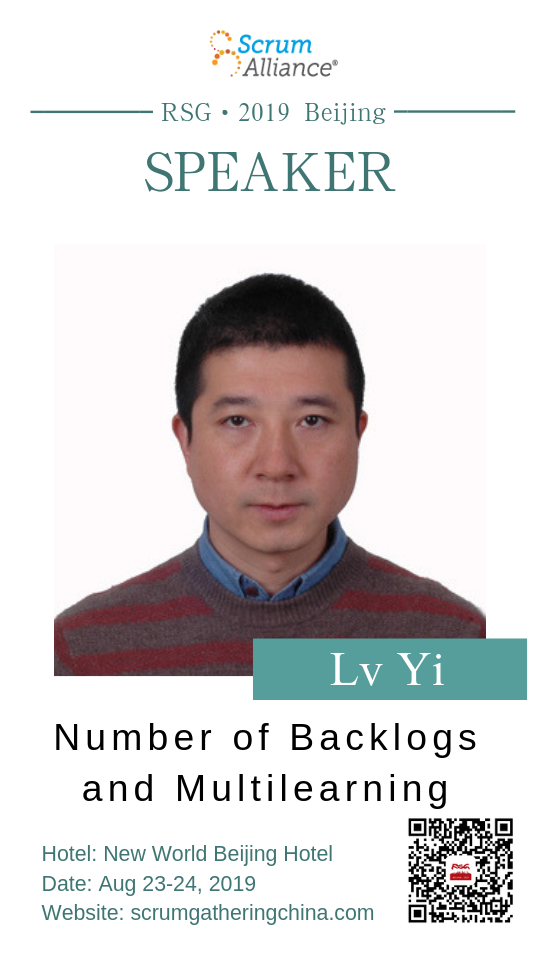 Scrum
Alliance®
RSG • 2019 Beijing
SPEAKER
Lv Yi
Number of Backlogs
and Multilearning
Hotel: New World Beijing Hotel
Date: Aug 23-24, 2019
Website: scrumgatheringchina.com